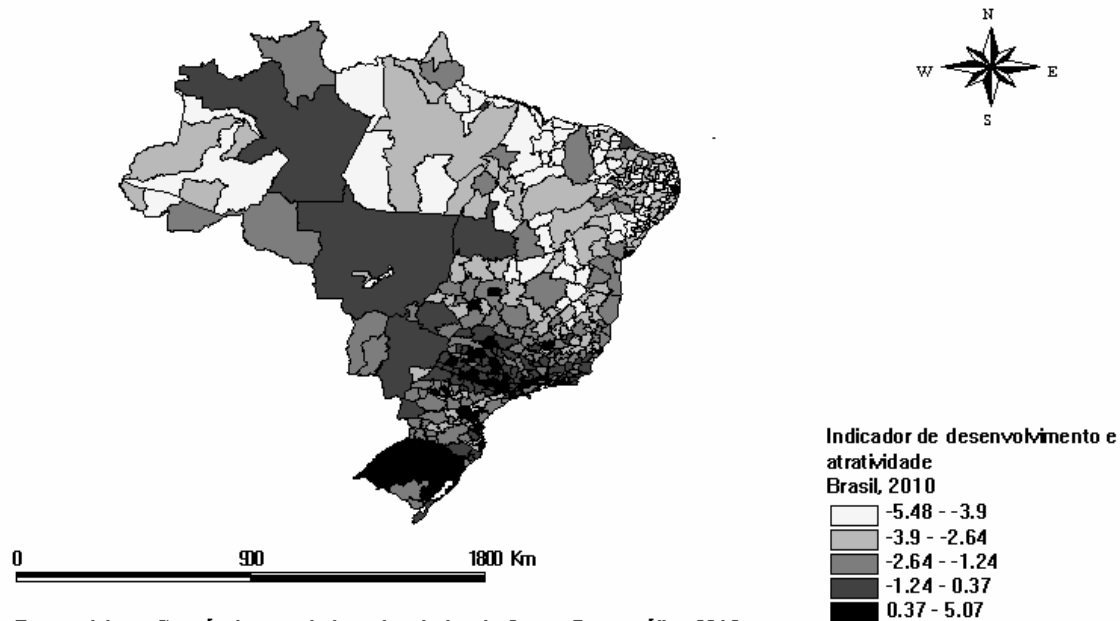 N
W E
S
Indicador de desenvolvimento e
atratividade
Brasil, 2010
-5.48 - -3.9
-3.9 - -2.64
-2.64 - -1.24
-1.24 - 0.37
0.37 - 5.07
0 900 1800 Km